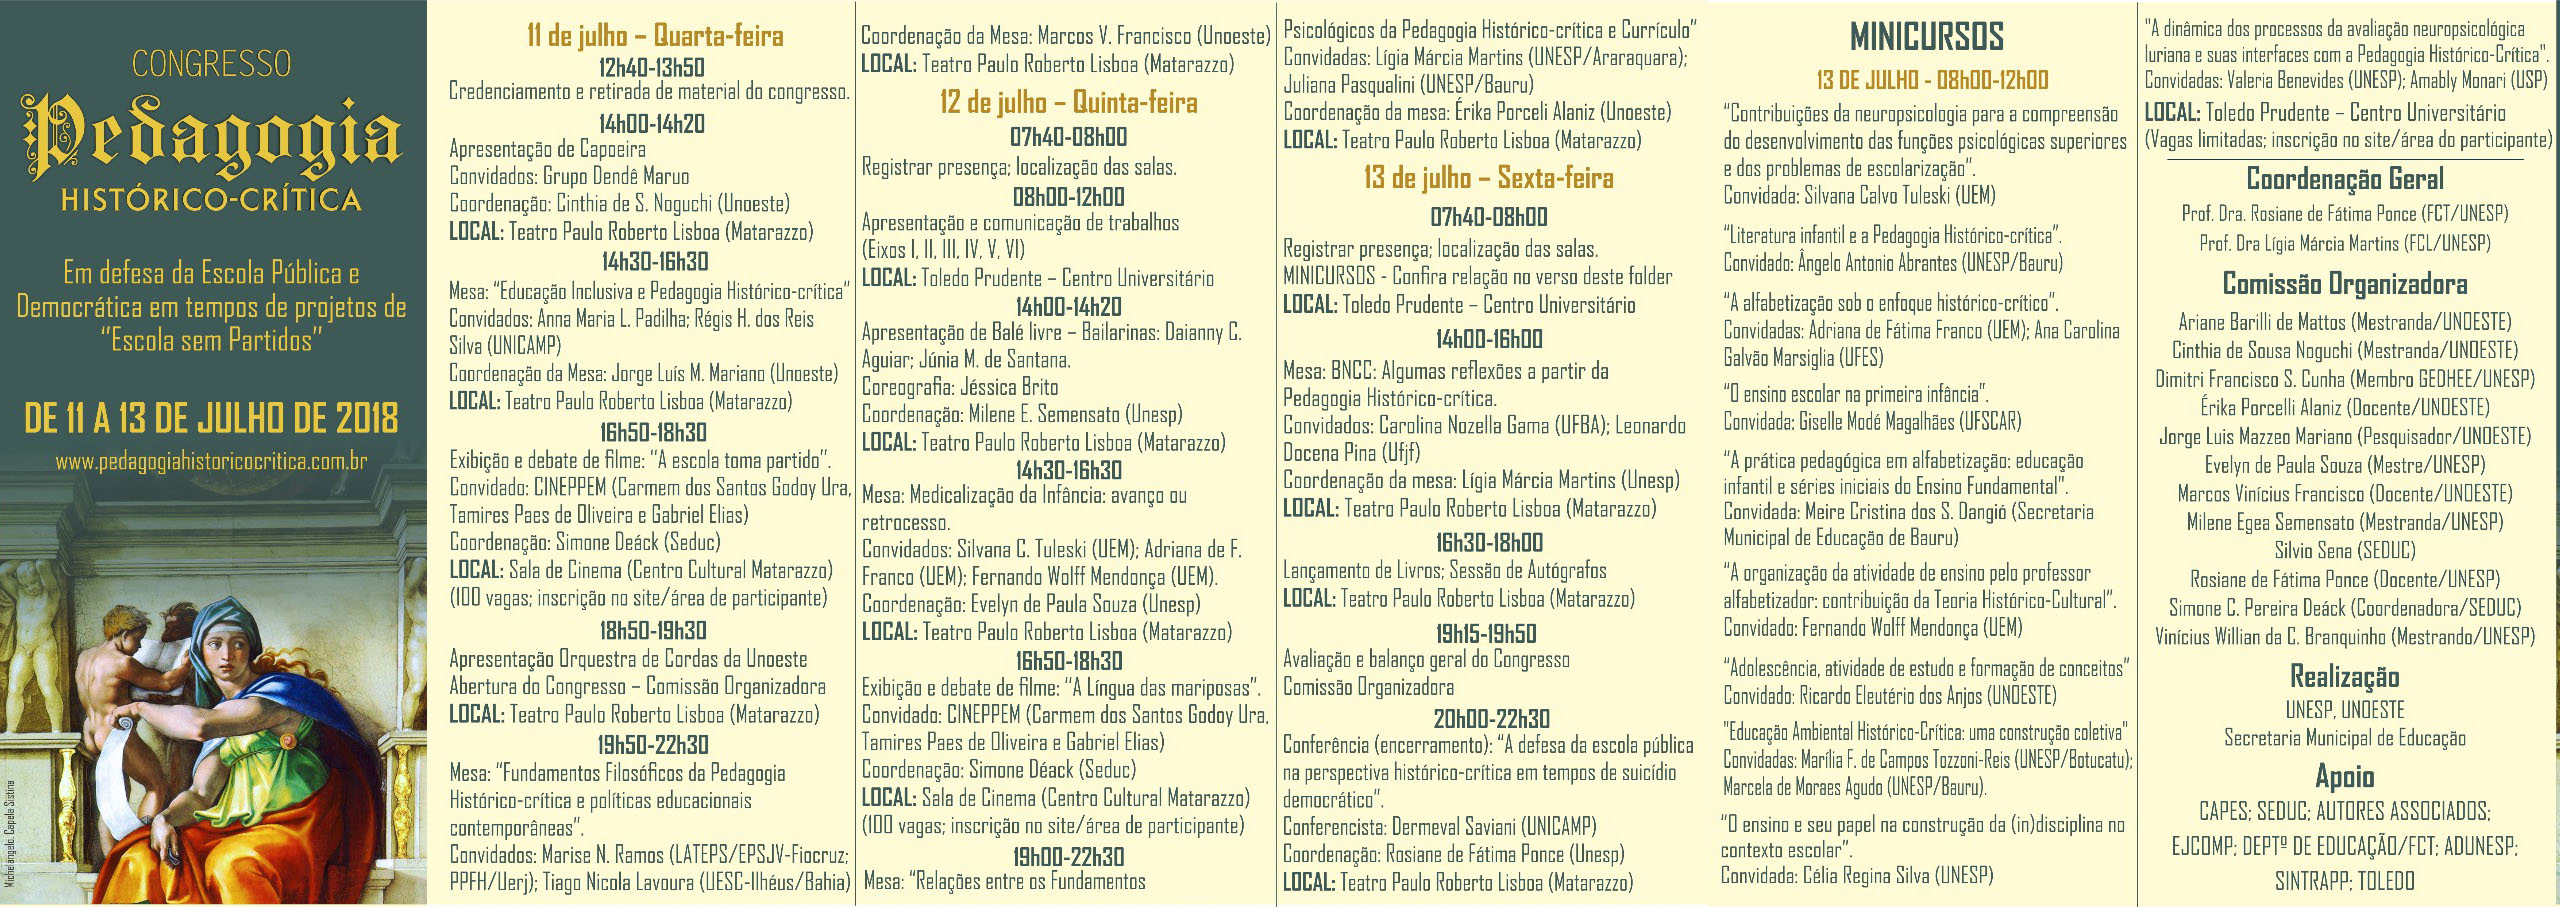 CONGRESSO
Pedagogia
HISTÓRICO-CRÍTICA
Em defesa da Escola Pública e
Democrática em tempos de projetos de
“Escola sem Partidos”
DE 11 A 13 DE JULHO DE 2018
www.pedagogiahistoricocritica.com.br
Michelangelo. Capela Sistina
11 de julho – Quarta-feira
12h40-13h50
Credenciamento e retirada de material do congresso.
14h00-14h20
Apresentação de Capoeira
Convidados: Grupo Dendê Maruo
Coordenação: Cinthia de S. Noguchi (Unoeste)
LOCAL: Teatro Paulo Roberto Lisboa (Matarazzo)
14h30-16h30
Mesa: “Educação Inclusiva e Pedagogia Histórico-crítica”
Convidados: Anna Maria L. Padilha; Régis H. dos Reis
Silva (UNICAMP)
Coordenação da Mesa: Jorge Luís M. Mariano (Unoeste)
LOCAL: Teatro Paulo Roberto Lisboa (Matarazzo)
16h50-18h30
Exibição e debate de filme: “A escola toma partido”.
Convidado: CINEPPEM (Carmem dos Santos Godoy Ura,
Tamires Paes de Oliveira e Gabriel Elias)
Coordenação: Simone Deáck (Seduc)
LOCAL: Sala de Cinema (Centro Cultural Matarazzo)
(100 vagas; inscrição no site/área de participante)
18h50-19h30
Apresentação Orquestra de Cordas da Unoeste
Abertura do Congresso – Comissão Organizadora
LOCAL: Teatro Paulo Roberto Lisboa (Matarazzo)
19h50-22h30
Mesa: “Fundamentos Filosóficos da Pedagogia
Histórico-crítica e políticas educacionais
contemporâneas”.
Convidados: Marise N. Ramos (LATEPS/EPSJV-Fiocruz;
PPFH/Uerj); Tiago Nicola Lavoura (UESC-Ilhéus/Bahia)
Coordenação da Mesa: Marcos V. Francisco (Unoeste)
LOCAL: Teatro Paulo Roberto Lisboa (Matarazzo)
12 de julho – Quinta-feira
07h40-08h00
Registrar presença; localização das salas.
08h00-12h00
Apresentação e comunicação de trabalhos
(Eixos I, II, III, IV, V, VI)
LOCAL: Toledo Prudente – Centro Universitário
14h00-14h20
Apresentação de Balé livre – Bailarinas: Daianny C.
Aguiar; Júnia M. de Santana.
Coreografia: Jéssica Brito
Coordenação: Milene E. Semensato (Unesp)
LOCAL: Teatro Paulo Roberto Lisboa (Matarazzo)
14h30-16h30
Mesa: Medicalização da Infância: avanço ou
retrocesso.
Convidados: Silvana C. Tuleski (UEM); Adriana de F.
Franco (UEM); Fernando Wolff Mendonça (UEM).
Coordenação: Evelyn de Paula Souza (Unesp)
LOCAL: Teatro Paulo Roberto Lisboa (Matarazzo)
16h50-18h30
Exibição e debate de filme: “A Língua das mariposas”.
Convidado: CINEPPEM (Carmem dos Santos Godoy Ura,
Tamires Paes de Oliveira e Gabriel Elias)
Coordenação: Simone Déack (Seduc)
LOCAL: Sala de Cinema (Centro Cultural Matarazzo)
(100 vagas; inscrição no site/área de participante)
19h00-22h30
Mesa: “Relações entre os Fundamentos
Psicológicos da Pedagogia Histórico-crítica e Currículo”
Convidadas: Lígia Márcia Martins (UNESP/Araraquara);
Juliana Pasqualini (UNESP/Bauru)
Coordenação da mesa: Érika Porceli Alaniz (Unoeste)
LOCAL: Teatro Paulo Roberto Lisboa (Matarazzo)
13 de julho – Sexta-feira
07h40-08h00
Registrar presença; localização das salas.
MINICURSOS - Confira relação no verso deste folder
LOCAL: Toledo Prudente – Centro Universitário
14h00-16h00
Mesa: BNCC: Algumas reflexões a partir da
Pedagogia Histórico-crítica.
Convidados: Carolina Nozella Gama (UFBA); Leonardo
Docena Pina (Ufjf)
Coordenação da mesa: Lígia Márcia Martins (Unesp)
LOCAL: Teatro Paulo Roberto Lisboa (Matarazzo)
16h30-18h00
Lançamento de Livros; Sessão de Autógrafos
LOCAL: Teatro Paulo Roberto Lisboa (Matarazzo)
19h15-19h50
Avaliação e balanço geral do Congresso
Comissão Organizadora
20h00-22h30
Conferência (encerramento): “A defesa da escola pública
na perspectiva histórico-crítica em tempos de suicídio
democrático”.
Conferencista: Dermeval Saviani (UNICAMP)
Coordenação: Rosiane de Fátima Ponce (Unesp)
LOCAL: Teatro Paulo Roberto Lisboa (Matarazzo)
MINICURSOS
13 DE JULHO - 08h00-12h00
“Contribuições da neuropsicologia para a compreensão
do desenvolvimento das funções psicológicas superiores
e dos problemas de escolarização”.
Convidada: Silvana Calvo Tuleski (UEM)
“Literatura infantil e a Pedagogia Histórico-crítica”.
Convidado: Ângelo Antonio Abrantes (UNESP/Bauru)
“A alfabetização sob o enfoque histórico-crítico”.
Convidadas: Adriana de Fátima Franco (UEM); Ana Carolina
Galvão Marsiglia (UFES)
“O ensino escolar na primeira infância”.
Convidada: Giselle Modé Magalhães (UFSCAR)
“A prática pedagógica em alfabetização: educação
infantil e séries iniciais do Ensino Fundamental”.
Convidada: Meire Cristina dos S. Dangió (Secretaria
Municipal de Educação de Bauru)
“A organização da atividade de ensino pelo professor
alfabetizador: contribuição da Teoria Histórico-Cultural”.
Convidado: Fernando Wolff Mendonça (UEM)
“Adolescência, atividade de estudo e formação de conceitos”
Convidado: Ricardo Eleutério dos Anjos (UNOESTE)
"Educação Ambiental Histórico-Crítica: uma construção coletiva"
Convidadas: Marília F. de Campos Tozzoni-Reis (UNESP/Botucatu);
Marcela de Moraes Agudo (UNESP/Bauru).
“O ensino e seu papel na construção da (in)disciplina no
contexto escolar”.
Convidada: Célia Regina Silva (UNESP)
"A dinâmica dos processos da avaliação neuropsicológica
luriana e suas interfaces com a Pedagogia Histórico-Crítica".
Convidadas: Valeria Benevides (UNESP); Amably Monari (USP)
LOCAL: Toledo Prudente – Centro Universitário
(Vagas limitadas; inscrição no site/área do participante)
Coordenação Geral
Prof. Dra. Rosiane de Fátima Ponce (FCT/UNESP)
Prof. Dra Lígia Márcia Martins (FCL/UNESP)
Comissão Organizadora
Ariane Barilli de Mattos (Mestranda/UNOESTE)
Cinthia de Sousa Noguchi (Mestranda/UNOESTE)
Dimitri Francisco S. Cunha (Membro GEDHEE/UNESP)
Érika Porcelli Alaniz (Docente/UNOESTE)
Jorge Luis Mazzeo Mariano (Pesquisador/UNOESTE)
Evelyn de Paula Souza (Mestre/UNESP)
Marcos Vinícius Francisco (Docente/UNOESTE)
Milene Egea Semensato (Mestranda/UNESP)
Silvio Sena (SEDUC)
Rosiane de Fátima Ponce (Docente/UNESP)
Simone C. Pereira Deáck (Coordenadora/SEDUC)
Vinícius Willian da C. Branquinho (Mestrando/UNESP)
Realização
UNESP, UNOESTE
Secretaria Municipal de Educação
Apoio
CAPES; SEDUC; AUTORES ASSOCIADOS;
EJCOMP; DEPTº DE EDUCAÇÃO/FCT; ADUNESP;
SINTRAPP; TOLEDO